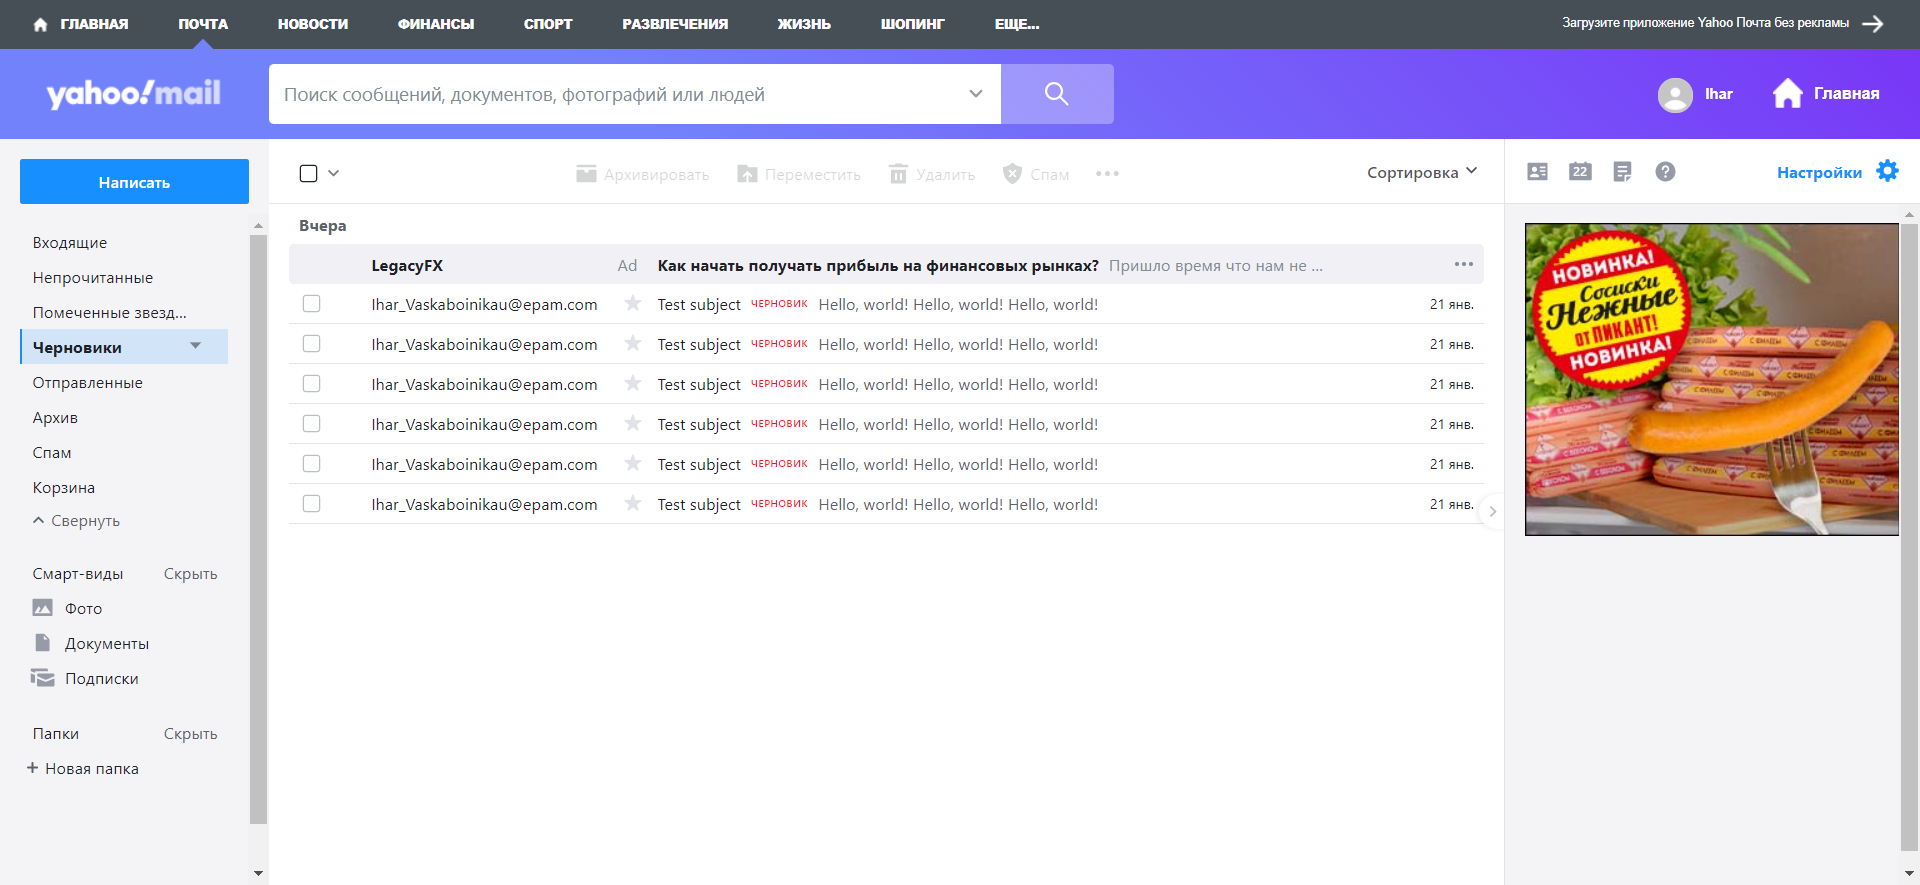 ГЛАВНАЯ ПОЧТА НОВОСТИ ФИНАНСЫ СПОРТ РАЗВЛЕЧЕНИЯ ЖИЗНЬ ШОПИНГ ЕЩЕ... Загрузите приложение Yahoo Почта без рекламы
yahoo!mail Поиск сообщений, документов, фотографий или людей Ihar Главная
Написать
Архивировать Переместить Удалить Спам Сортировка 22 Настройки
Входящие
Непрочитанные
Помеченные звезд...
Черновики
Отправленные
Архив
Спам
Корзина
Свернуть
Смарт-виды Скрыть
Фото
Документы
Подписки
Папки Скрыть
+ Новая папка
Вчера
LegacyFX Ad Как начать получать прибыль на финансовых рынках? Пришло время что нам не ...
Ihar_Vaskaboinikau@epam.com Test subject ЧЕРНОВИК Hello, world! Hello, world! Hello, world! 21 янв.
Ihar_Vaskaboinikau@epam.com Test subject ЧЕРНОВИК Hello, world! Hello, world! Hello, world! 21 янв.
Ihar_Vaskaboinikau@epam.com Test subject ЧЕРНОВИК Hello, world! Hello, world! Hello, world! 21 янв.
Ihar_Vaskaboinikau@epam.com Test subject ЧЕРНОВИК Hello, world! Hello, world! Hello, world! 21 янв.
Ihar_Vaskaboinikau@epam.com Test subject ЧЕРНОВИК Hello, world! Hello, world! Hello, world! 21 янв.
Ihar_Vaskaboinikau@epam.com Test subject ЧЕРНОВИК Hello, world! Hello, world! Hello, world! 21 янв.
НОВИНКА!
Сосиски
Нежные
от ПИКАНТ!
НОВИНКА!